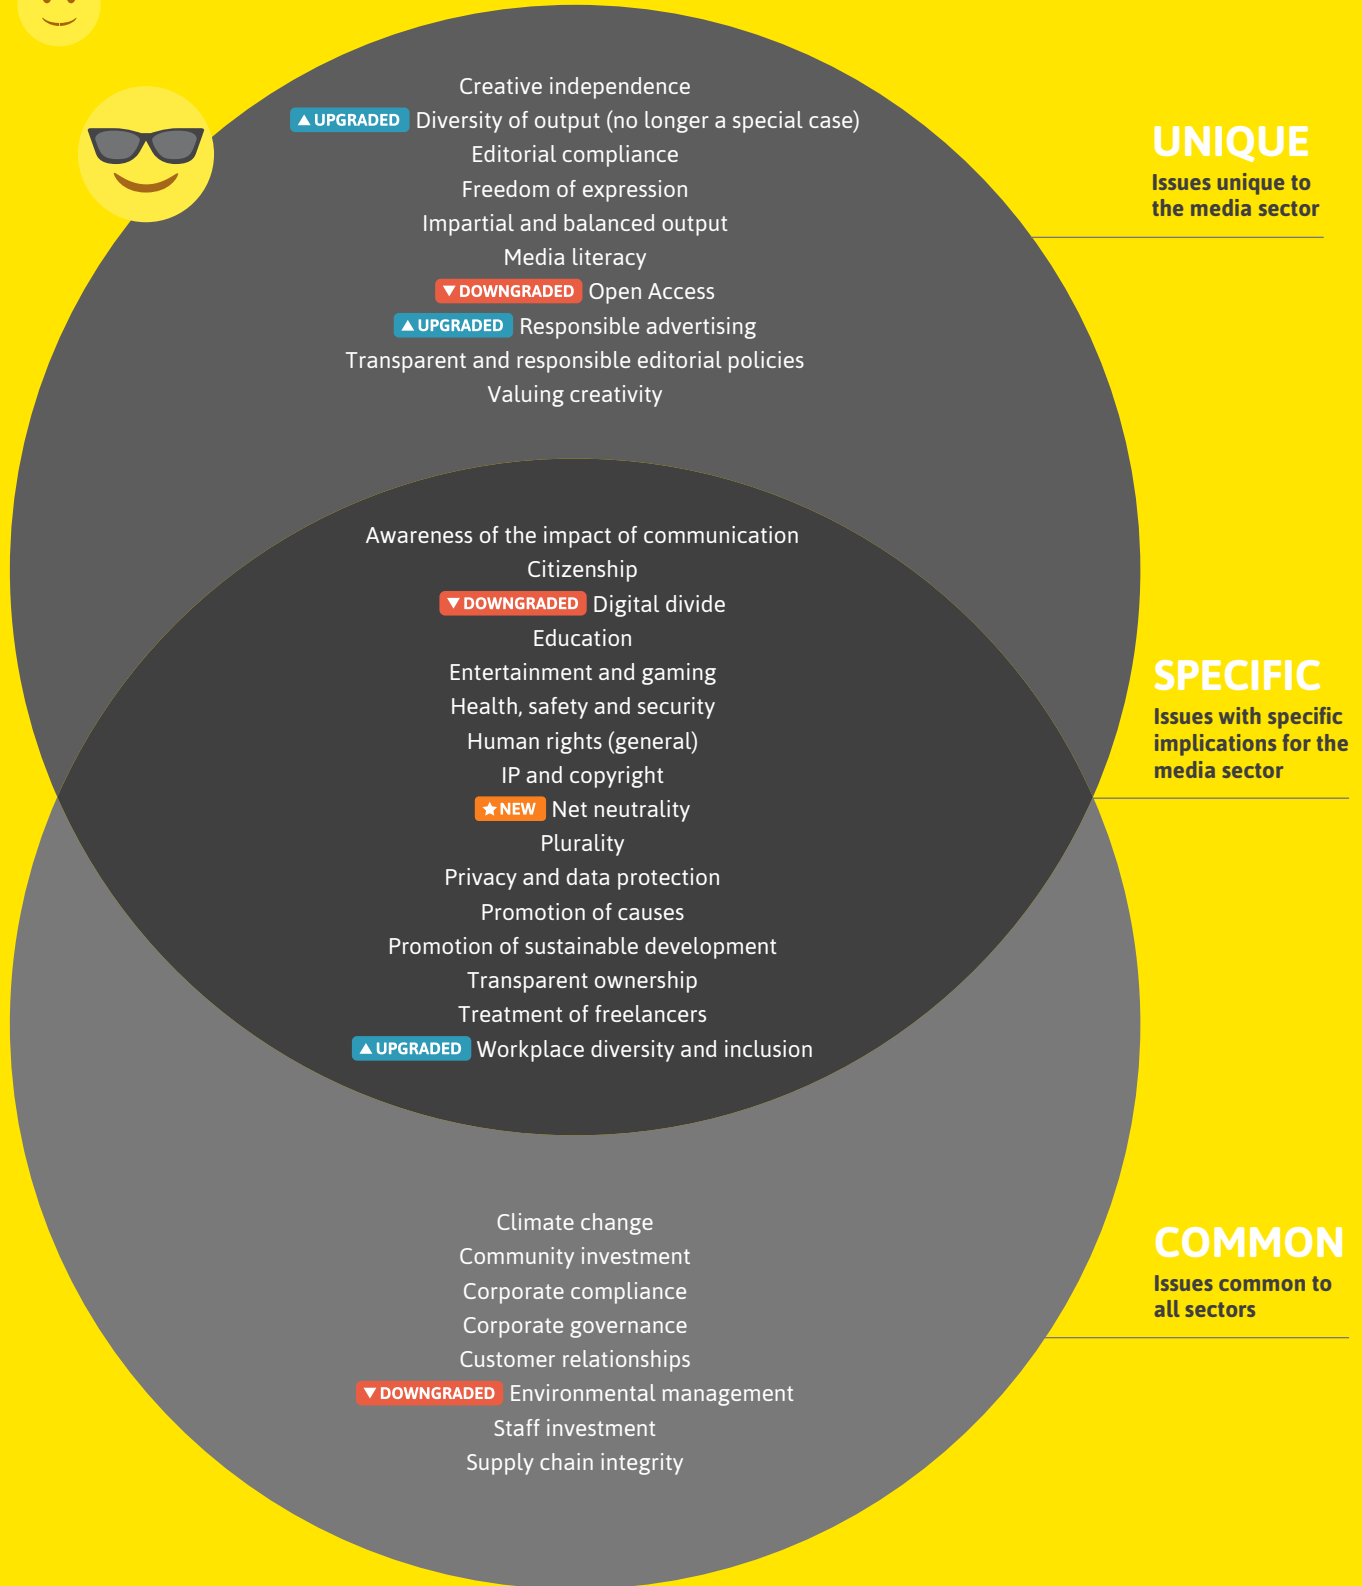 Creative independence
▲ UPGRADED Diversity of output (no longer a special case)
Editorial compliance
Freedom of expression
Impartial and balanced output
Media literacy
▼ DOWNGRADED Open Access
▲ UPGRADED Responsible advertising
Transparent and responsible editorial policies
Valuing creativity
UNIQUE
Issues unique to
the media sector
Awareness of the impact of communication
Citizenship
▼ DOWNGRADED Digital divide
Education
Entertainment and gaming
Health, safety and security
Human rights (general)
IP and copyright
★ NEW Net neutrality
Plurality
Privacy and data protection
Promotion of causes
Promotion of sustainable development
Transparent ownership
Treatment of freelancers
▲ UPGRADED Workplace diversity and inclusion
SPECIFIC
Issues with specific
implications for the
media sector
Climate change
Community investment
Corporate compliance
Corporate governance
Customer relationships
▼ DOWNGRADED Environmental management
Staff investment
Supply chain integrity
COMMON
Issues common to
all sectors